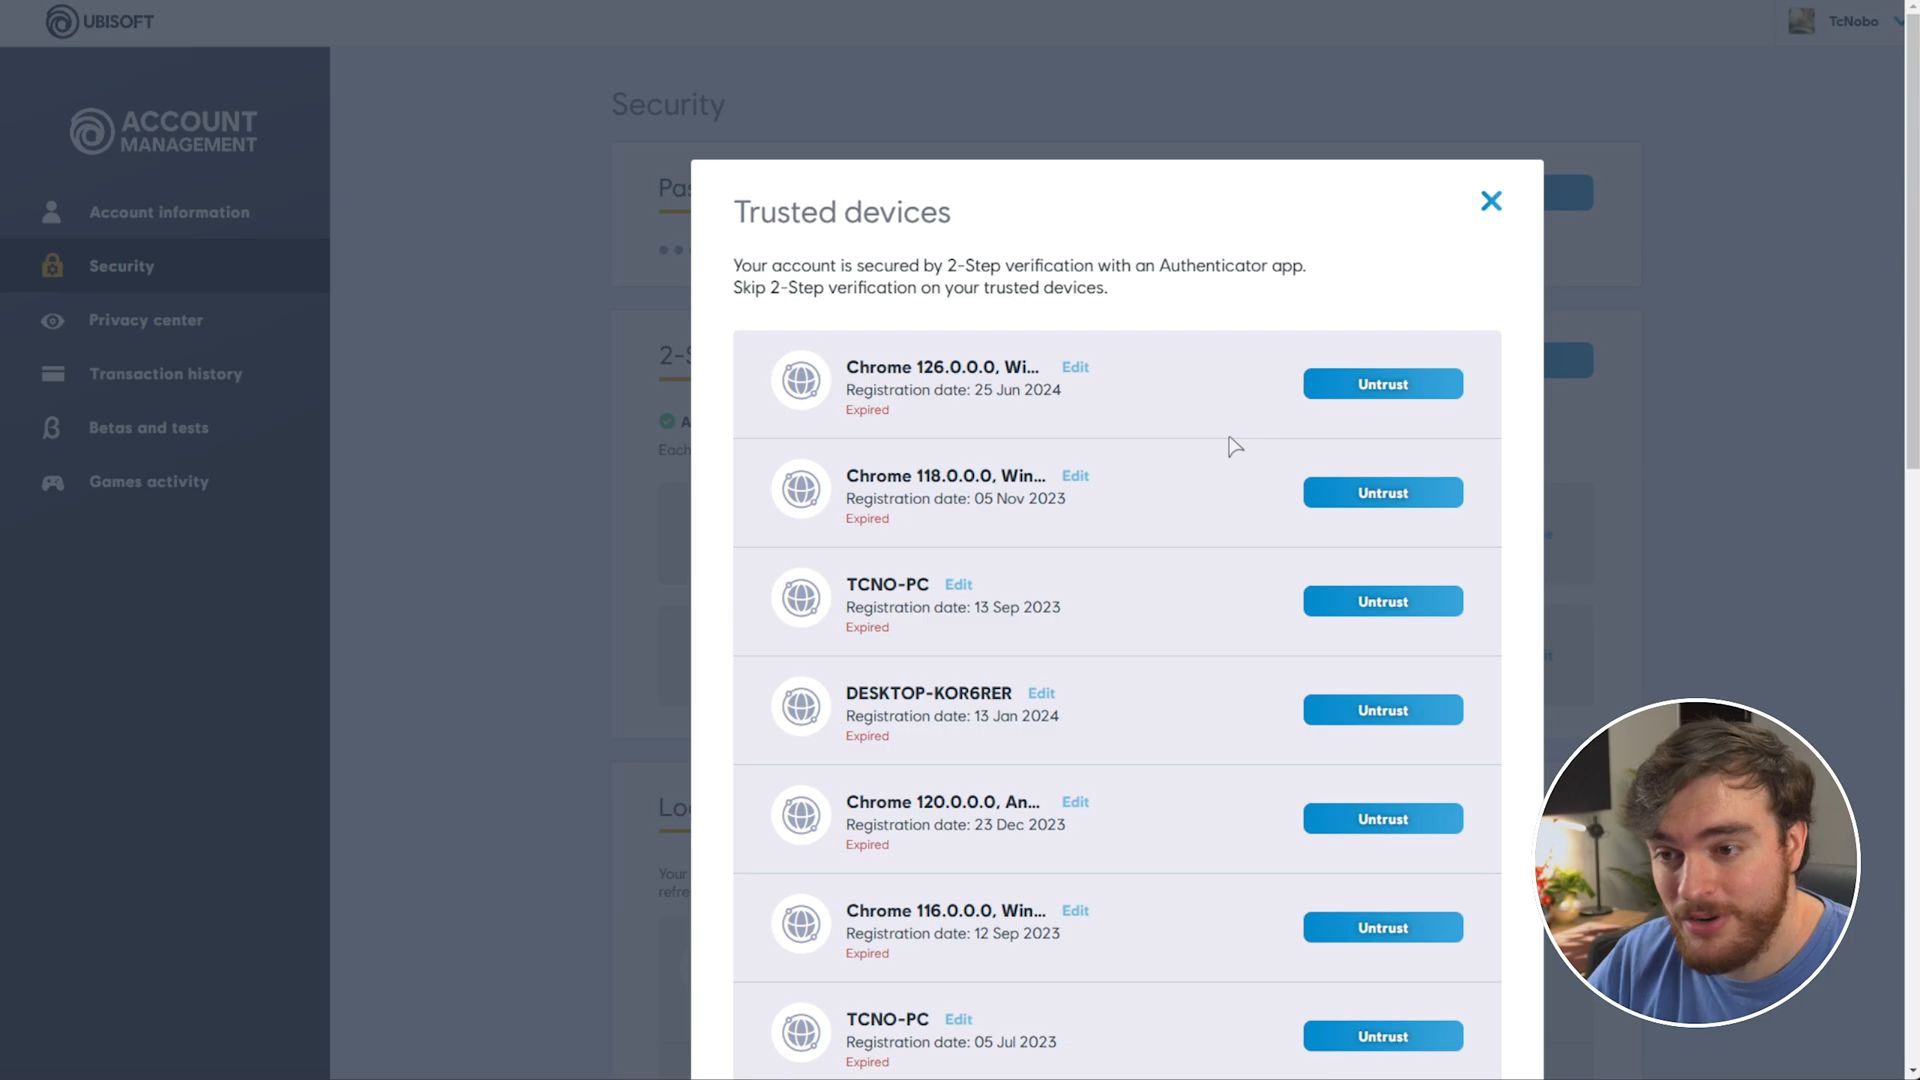 UBISOFT
TcNobo
ACCOUNT
MANAGEMENT
Account information
Security
Privacy center
Transaction history
Betas and tests
Games activity
Security
Trusted devices
Your account is secured by 2-Step verification with an Authenticator app.
Skip 2-Step verification on your trusted devices.
Chrome 126.0.0.0, Wi... Edit
Registration date: 25 Jun 2024
Expired
Untrust
Chrome 118.0.0.0, Win... Edit
Registration date: 05 Nov 2023
Expired
Untrust
TCNO-PC Edit
Registration date: 13 Sep 2023
Expired
Untrust
DESKTOP-KOR6RER Edit
Registration date: 13 Jan 2024
Expired
Untrust
Chrome 120.0.0.0, An... Edit
Registration date: 23 Dec 2023
Expired
Untrust
Chrome 116.0.0.0, Win... Edit
Registration date: 12 Sep 2023
Expired
Untrust
TCNO-PC Edit
Registration date: 05 Jul 2023
Expired
Untrust
Each
Your